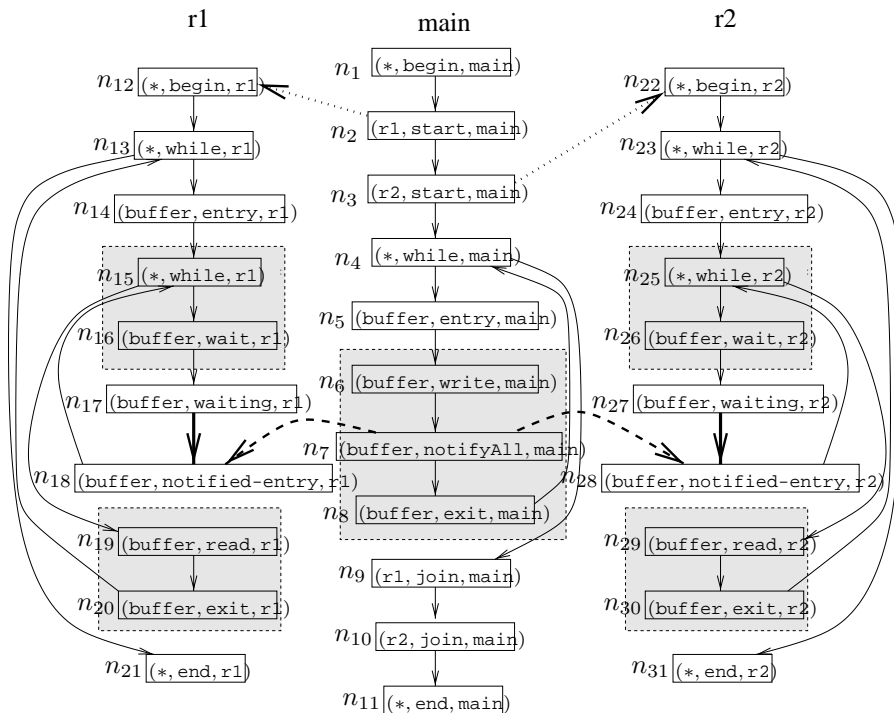 r1 main r2
n1 (*,begin,main)
n12 (*,begin,r1)
n22 (*,begin,r2)
n2 (r1,start,main)
n13 (*,while,r1)
n23 (*,while,r2)
n3 (r2,start,main)
n14 (buffer,entry,r1)
n24 (buffer,entry,r2)
n4 (*,while,main)
n15 (*,while,r1)
n25 (*,while,r2)
n5 (buffer,entry,main)
n16 (buffer,wait,r1)
n26 (buffer,wait,r2)
n6 (buffer,write,main)
n17 (buffer,waiting,r1)
n27 (buffer,waiting,r2)
n7 (buffer,notifyAll,main)
n18 (buffer,notified-entry,r1)
n28 (buffer,notified-entry,r2)
n8 (buffer,exit,main)
n19 (buffer,read,r1)
n29 (buffer,read,r2)
n9 (r1,join,main)
n20 (buffer,exit,r1)
n30 (buffer,exit,r2)
n10 (r2,join,main)
n21 (*,end,r1)
n31 (*,end,r2)
n11 (*,end,main)